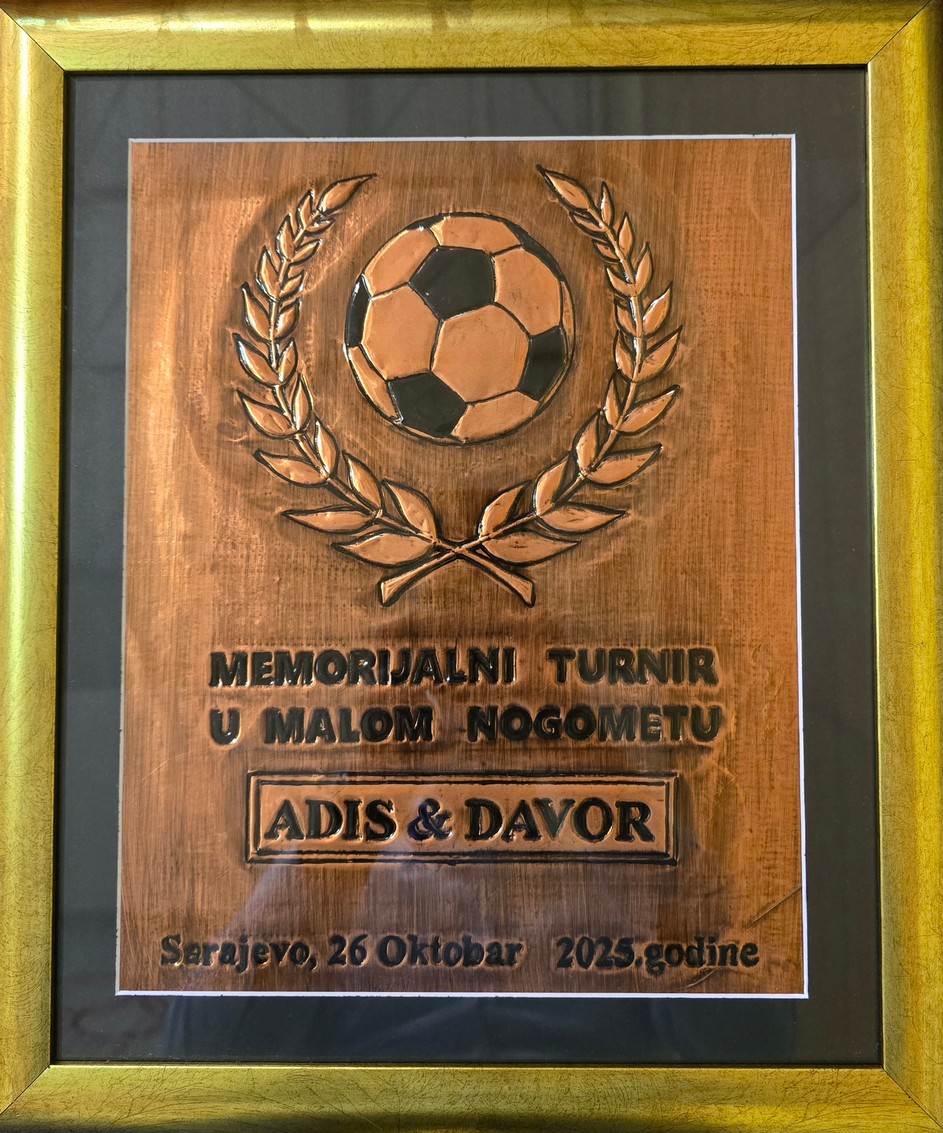 MEMORIJALNI TURNIR
U MALOM NOGOMETU
ADIS & DAVOR
Sarajevo, 26 Oktobar 2025.godine